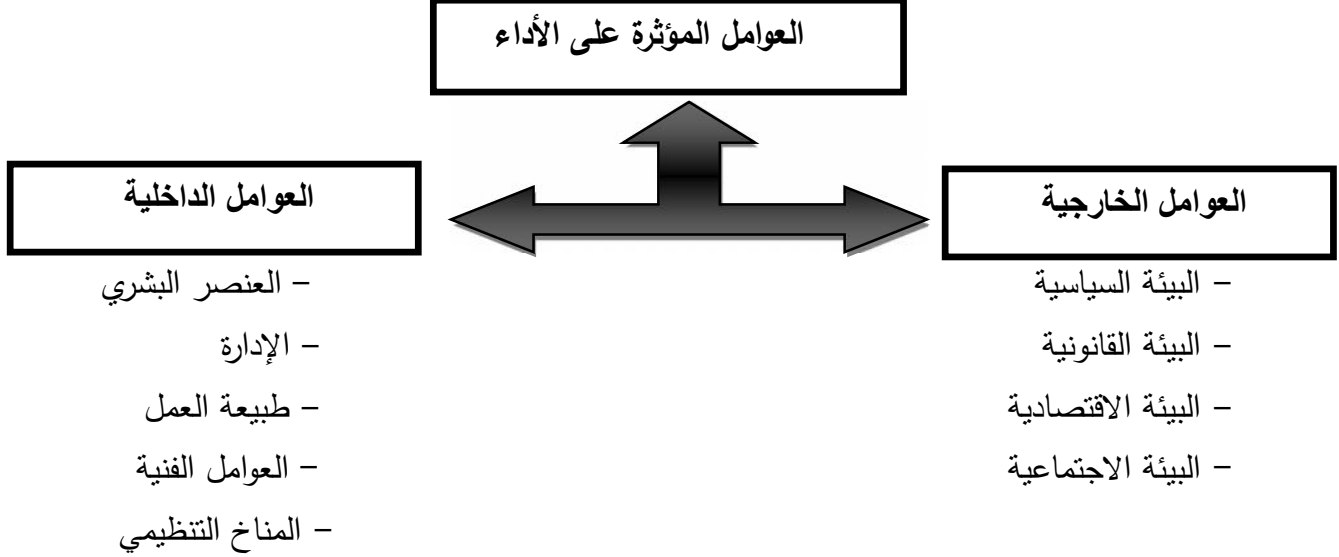 العوامل المؤثرة على الأداء
العوامل الخارجية
– البيئة السياسية
– البيئة القانونية
– البيئة الاقتصادية
– البيئة الاجتماعية
العوامل الداخلية
– العنصر البشري
– الإدارة
– طبيعة العمل
– العوامل الفنية
– المناخ التنظيمي